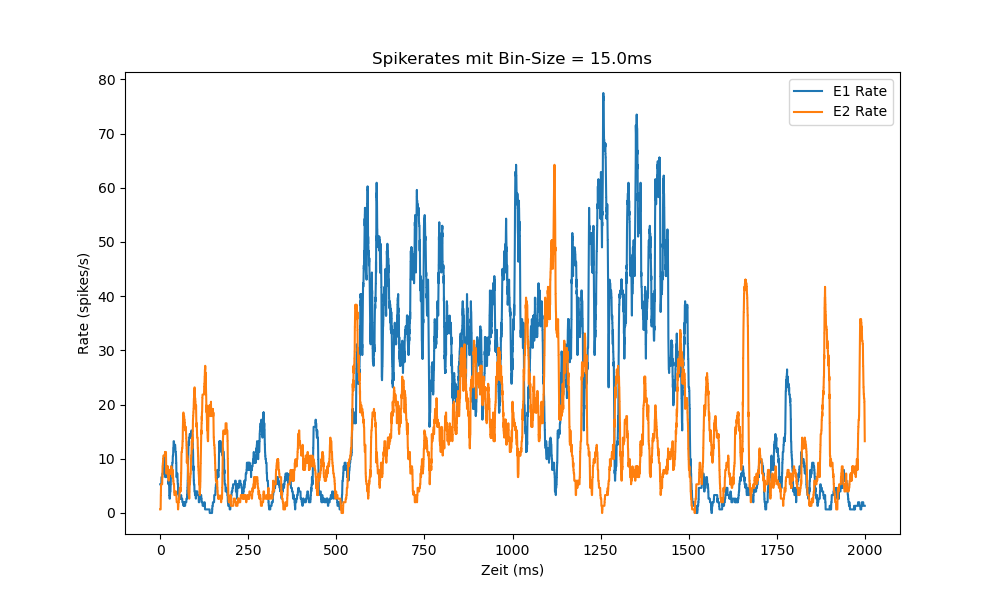 Spikerates mit Bin-Size = 15.0ms
E1 Rate
E2 Rate
Rate (spikes/s)
80
70
60
50
40
30
20
10
0
0 250 500 750 1000 1250 1500 1750 2000
Zeit (ms)